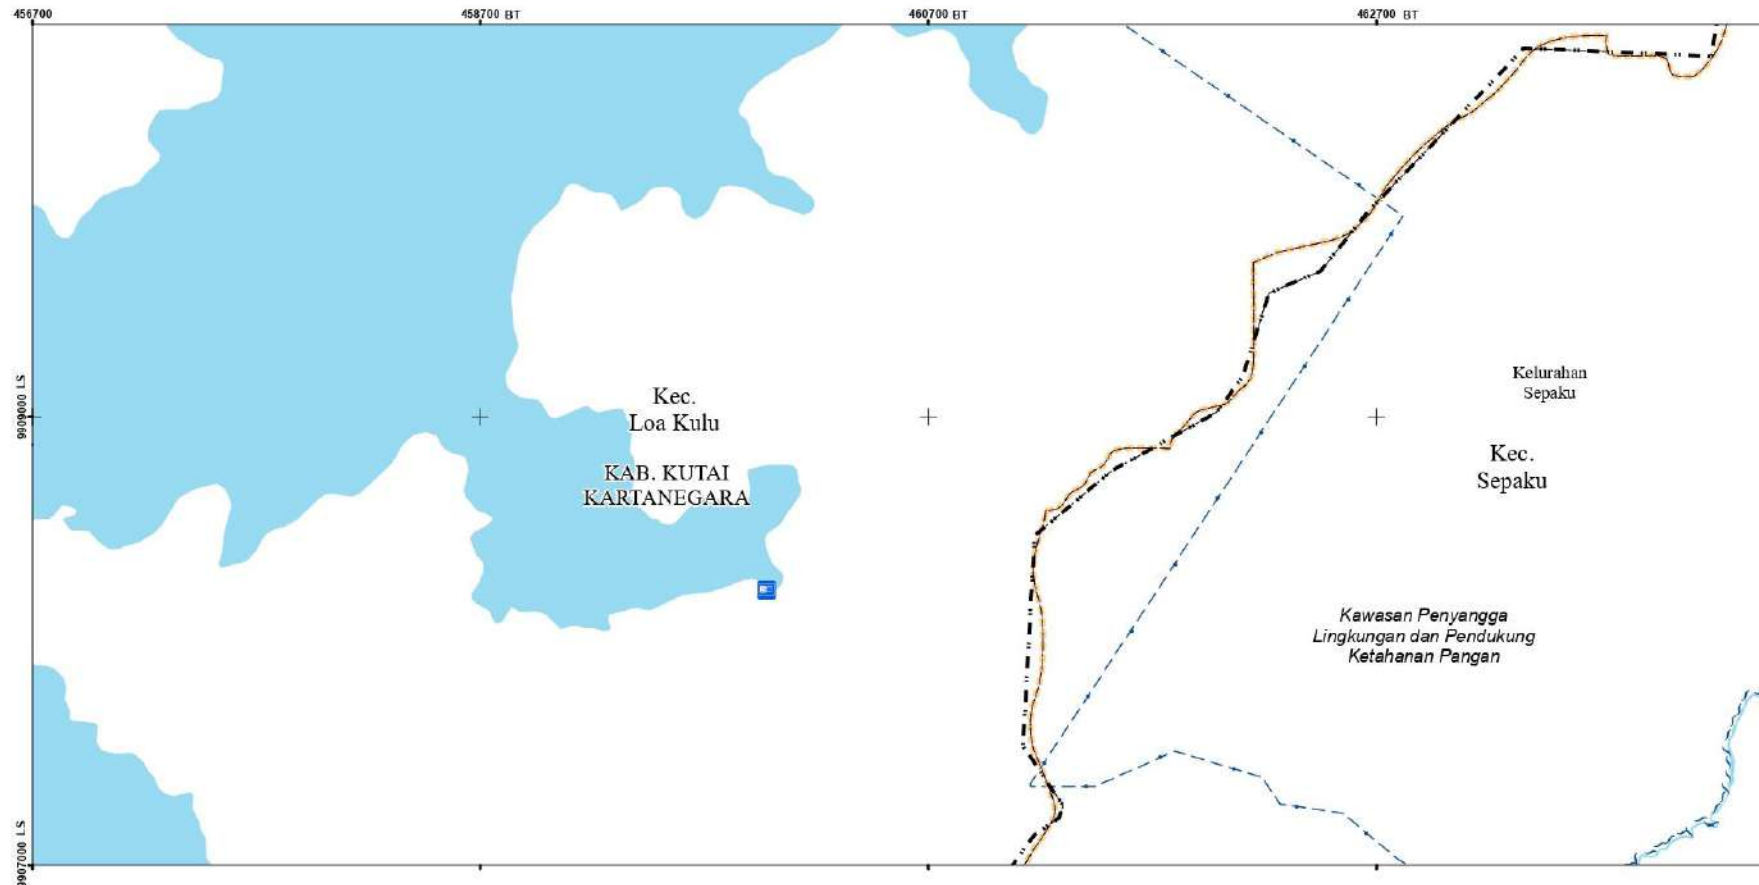 456700
458700 BT
460700 BT
462700 BT
9909000 LS
Kec.
Loa Kulu
KAB. KUTAI
KARTANEGARA
Kelurahan
Sepaku
Kec.
Sepaku
Kawasan Penyangga
Lingkungan dan Pendukung
Ketahanan Pangan
9907000 LS